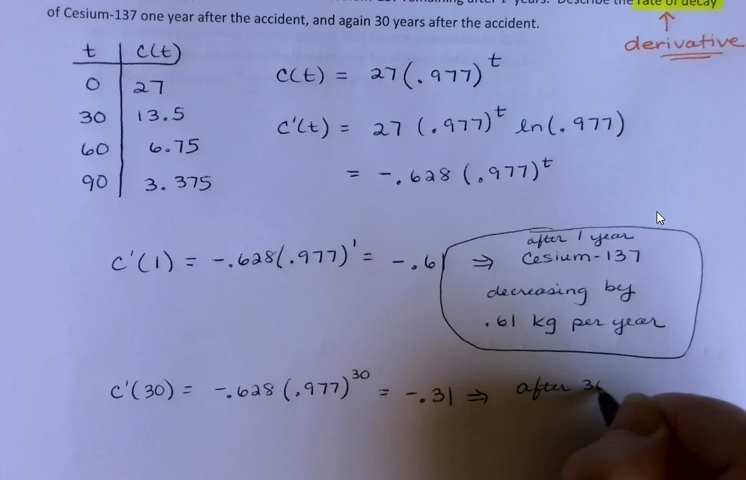 rate of decay
of Cesium-137 one year after the accident, and again 30 years after the accident.
derivative
t C(t)
0 27
30 13.5
60 6.75
90 3.375
C(t) = 27(.977)^t
C'(t) = 27 (.977)^t ln(.977)
= -.628 (.977)^t
C'(1) = -.628(.977)^1 = -.61 ⇒
after 1 year
Cesium-137
decreasing by
.61 kg per year
C'(30) = -.628 (.977)^30 = -.31 ⇒ after